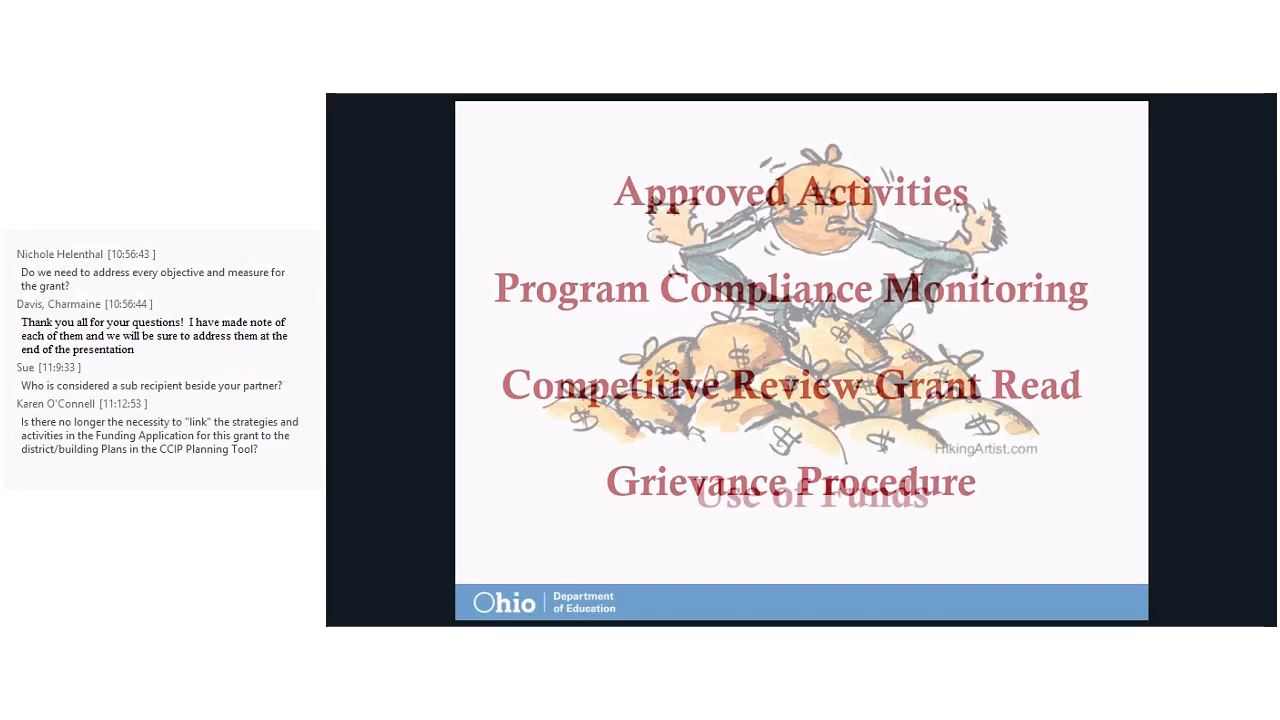 Nichole Helenthal [10:56:43 ]
Do we need to address every objective and measure for
the grant?
Davis, Charmaine [10:56:44 ]
Thank you all for your questions!  I have made note of
each of them and we will be sure to address them at the
end of the presentation
Sue [11:9:33 ]
Who is considered a sub recipient beside your partner?
Karen O'Connell [11:12:53 ]
Is there no longer the necessity to "link" the strategies and
activities in the Funding Application for this grant to the
district/building Plans in the CCIP Planning Tool?
Approved Activities
Program Compliance Monitoring
Competitive Review Grant Read
HikingArtist.com
Grievance Procedure
Use of Funds
Ohio
Department
of Education